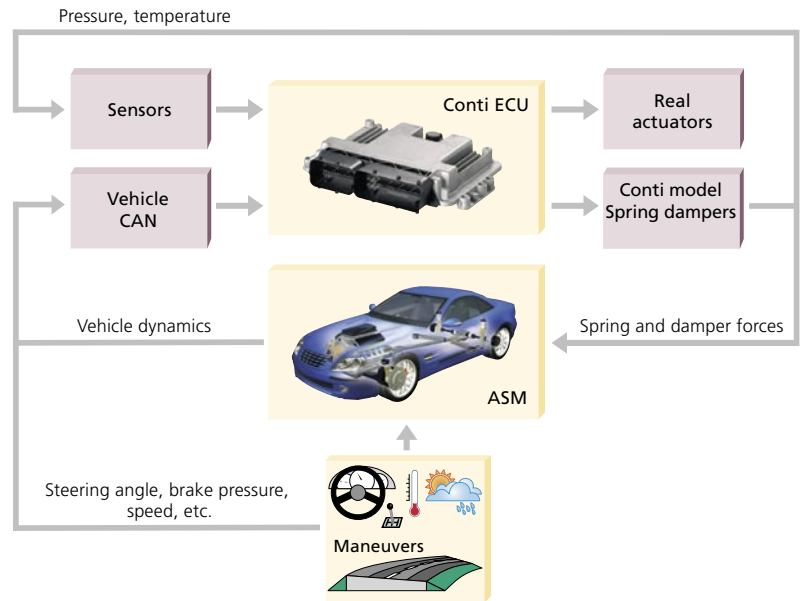 Pressure, temperature
Sensors
Conti ECU
Real
actuators
Vehicle
CAN
Conti model
Spring dampers
Vehicle dynamics
Spring and damper forces
ASM
Steering angle, brake pressure,
speed, etc.
Maneuvers